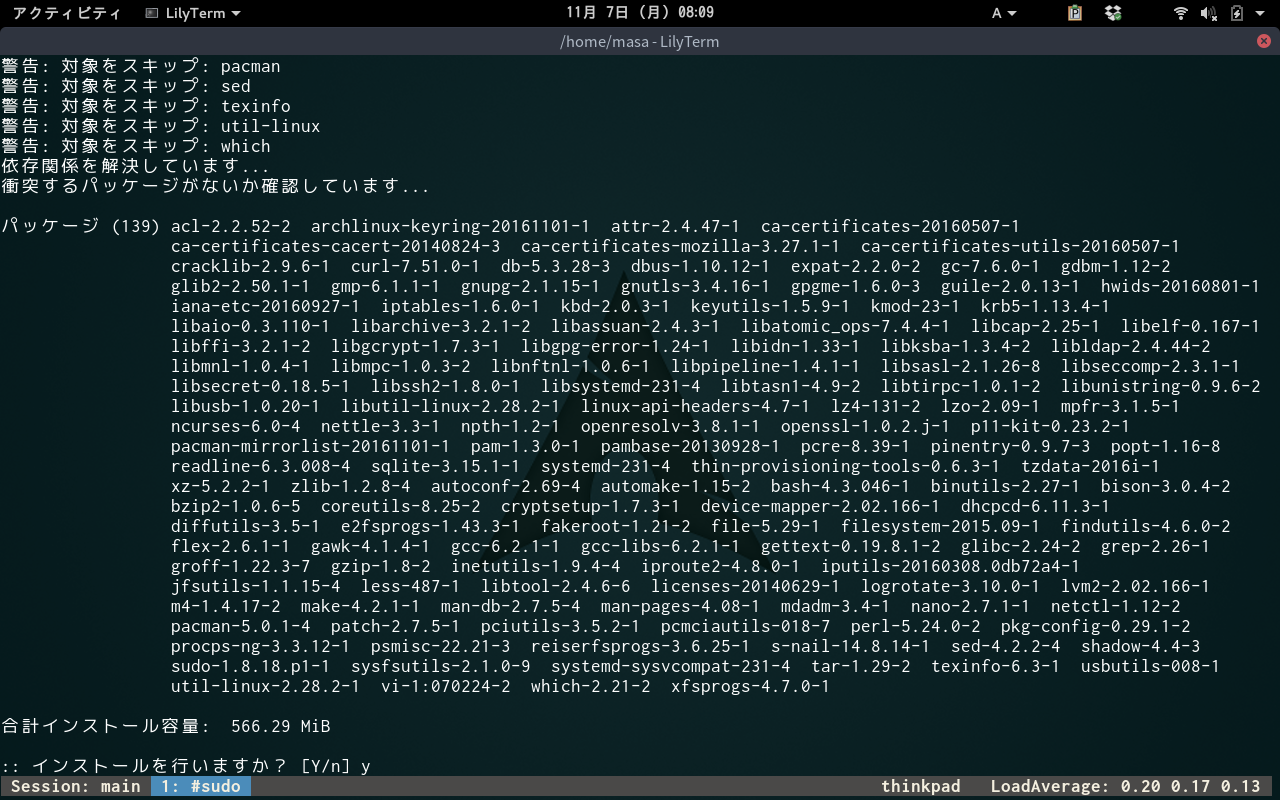 アクティビティ LilyTerm 11月 7日 (月) 08:09 A
/home/masa - LilyTerm
警告: 対象をスキップ: pacman
警告: 対象をスキップ: sed
警告: 対象をスキップ: texinfo
警告: 対象をスキップ: util-linux
警告: 対象をスキップ: which
依存関係を解決しています...
衝突するパッケージがないか確認しています...
パッケージ (139) acl-2.2.52-2 archlinux-keyring-20161101-1 attr-2.4.47-1 ca-certificates-20160507-1
ca-certificates-cacert-20140824-3 ca-certificates-mozilla-3.27.1-1 ca-certificates-utils-20160507-1
cracklib-2.9.6-1 curl-7.51.0-1 db-5.3.28-3 dbus-1.10.12-1 expat-2.2.0-2 gc-7.6.0-1 gdbm-1.12-2
glib2-2.50.1-1 gmp-6.1.1-1 gnupg-2.1.15-1 gnutls-3.4.16-1 gpgme-1.6.0-3 guile-2.0.13-1 hwids-20160801-1
iana-etc-20160927-1 iptables-1.6.0-1 kbd-2.0.3-1 keyutils-1.5.9-1 kmod-23-1 krb5-1.13.4-1
libaio-0.3.110-1 libarchive-3.2.1-2 libassuan-2.4.3-1 libatomic_ops-7.4.4-1 libcap-2.25-1 libelf-0.167-1
libffi-3.2.1-2 libgcrypt-1.7.3-1 libgpg-error-1.24-1 libidn-1.33-1 libksba-1.3.4-2 libldap-2.4.44-2
libmnl-1.0.4-1 libmpc-1.0.3-2 libnftnl-1.0.6-1 libpipeline-1.4.1-1 libsasl-2.1.26-8 libseccomp-2.3.1-1
libsecret-0.18.5-1 libssh2-1.8.0-1 libsystemd-231-4 libtasn1-4.9-2 libtirpc-1.0.1-2 libunistring-0.9.6-2
libusb-1.0.20-1 libutil-linux-2.28.2-1 linux-api-headers-4.7-1 lz4-131-2 lzo-2.09-1 mpfr-3.1.5-1
ncurses-6.0-4 nettle-3.3-1 npth-1.2-1 openresolv-3.8.1-1 openssl-1.0.2.j-1 p11-kit-0.23.2-1
pacman-mirrorlist-20161101-1 pam-1.3.0-1 pambase-20130928-1 pcre-8.39-1 pinentry-0.9.7-3 popt-1.16-8
readline-6.3.008-4 sqlite-3.15.1-1 systemd-231-4 thin-provisioning-tools-0.6.3-1 tzdata-2016i-1
xz-5.2.2-1 zlib-1.2.8-4 autoconf-2.69-4 automake-1.15-2 bash-4.3.046-1 binutils-2.27-1 bison-3.0.4-2
bzip2-1.0.6-5 coreutils-8.25-2 cryptsetup-1.7.3-1 device-mapper-2.02.166-1 dhcpcd-6.11.3-1
diffutils-3.5-1 e2fsprogs-1.43.3-1 fakeroot-1.21-2 file-5.29-1 filesystem-2015.09-1 findutils-4.6.0-2
flex-2.6.1-1 gawk-4.1.4-1 gcc-6.2.1-1 gcc-libs-6.2.1-1 gettext-0.19.8.1-2 glibc-2.24-2 grep-2.26-1
groff-1.22.3-7 gzip-1.8-2 inetutils-1.9.4-4 iproute2-4.8.0-1 iputils-20160308.0db72a4-1
jfsutils-1.1.15-4 less-487-1 libtool-2.4.6-6 licenses-20140629-1 logrotate-3.10.0-1 lvm2-2.02.166-1
m4-1.4.17-2 make-4.2.1-1 man-db-2.7.5-4 man-pages-4.08-1 mdadm-3.4-1 nano-2.7.1-1 netctl-1.12-2
pacman-5.0.1-4 patch-2.7.5-1 pciutils-3.5.2-1 pcmciautils-018-7 perl-5.24.0-2 pkg-config-0.29.1-2
procps-ng-3.3.12-1 psmisc-22.21-3 reiserfsprogs-3.6.25-1 s-nail-14.8.14-1 sed-4.2.2-4 shadow-4.4-3
sudo-1.8.18.p1-1 sysfsutils-2.1.0-9 systemd-sysvcompat-231-4 tar-1.29-2 texinfo-6.3-1 usbutils-008-1
util-linux-2.28.2-1 vi-1:070224-2 which-2.21-2 xfsprogs-4.7.0-1
合計インストール容量: 566.29 MiB
:: インストールを行いますか? [Y/n] y
Session: main 1: #sudo thinkpad LoadAverage: 0.20 0.17 0.13